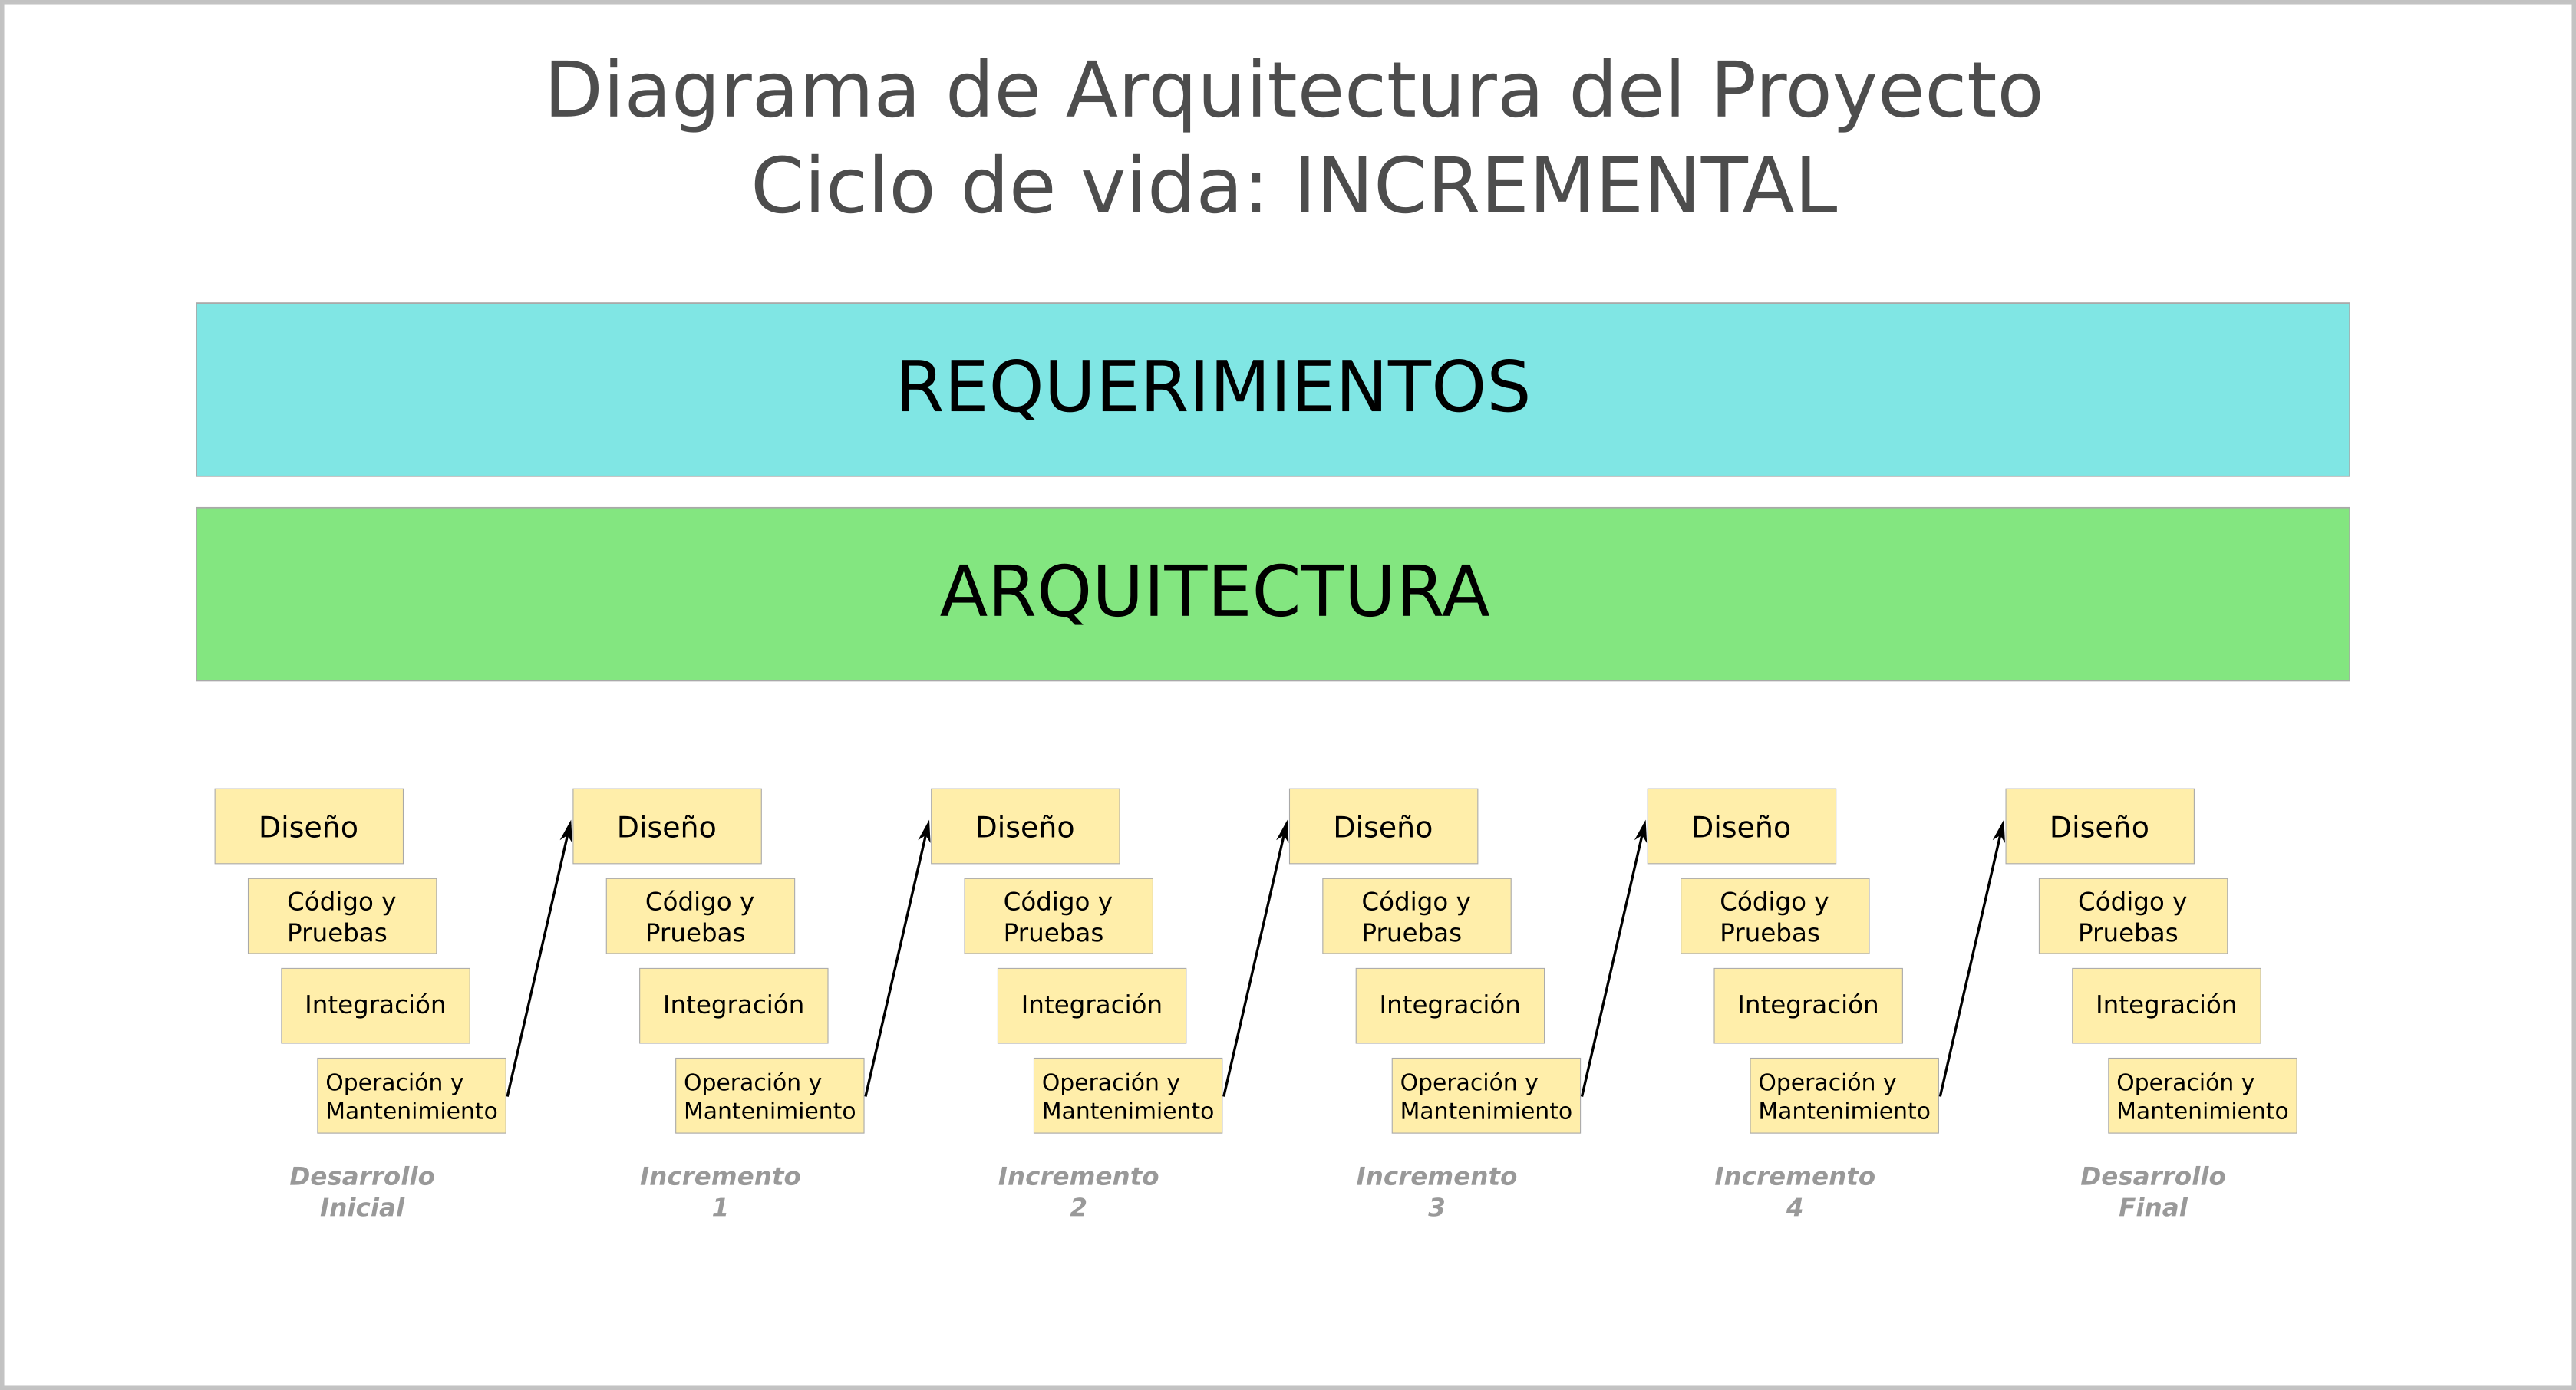 Diagrama de Arquitectura del Proyecto
Ciclo de vida: INCREMENTAL
REQUERIMIENTOS
ARQUITECTURA
Diseño
Código y
Pruebas
Integración
Operación y
Mantenimiento
Desarrollo
Inicial
Diseño
Código y
Pruebas
Integración
Operación y
Mantenimiento
Incremento
1
Diseño
Código y
Pruebas
Integración
Operación y
Mantenimiento
Incremento
2
Diseño
Código y
Pruebas
Integración
Operación y
Mantenimiento
Incremento
3
Diseño
Código y
Pruebas
Integración
Operación y
Mantenimiento
Incremento
4
Diseño
Código y
Pruebas
Integración
Operación y
Mantenimiento
Desarrollo
Final